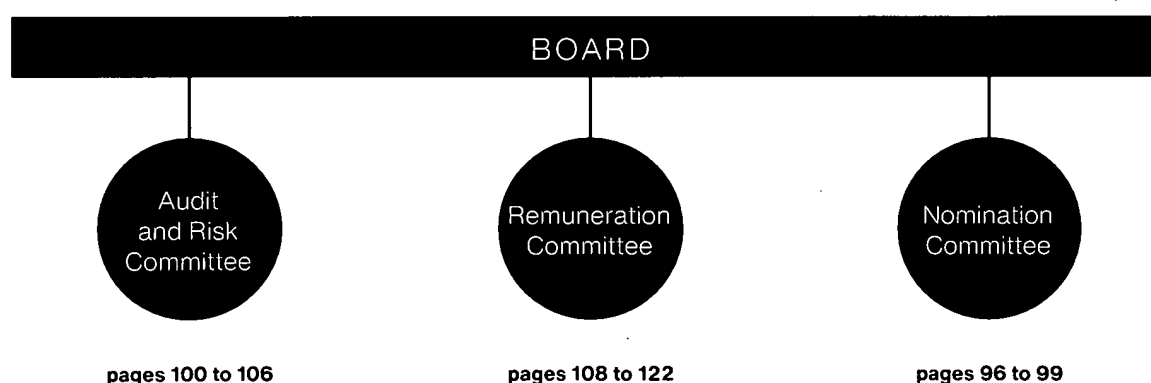 BOARD
Audit
and Risk
Committee
Remuneration
Committee
Nomination
Committee
pages 100 to 106
pages 108 to 122
pages 96 to 99